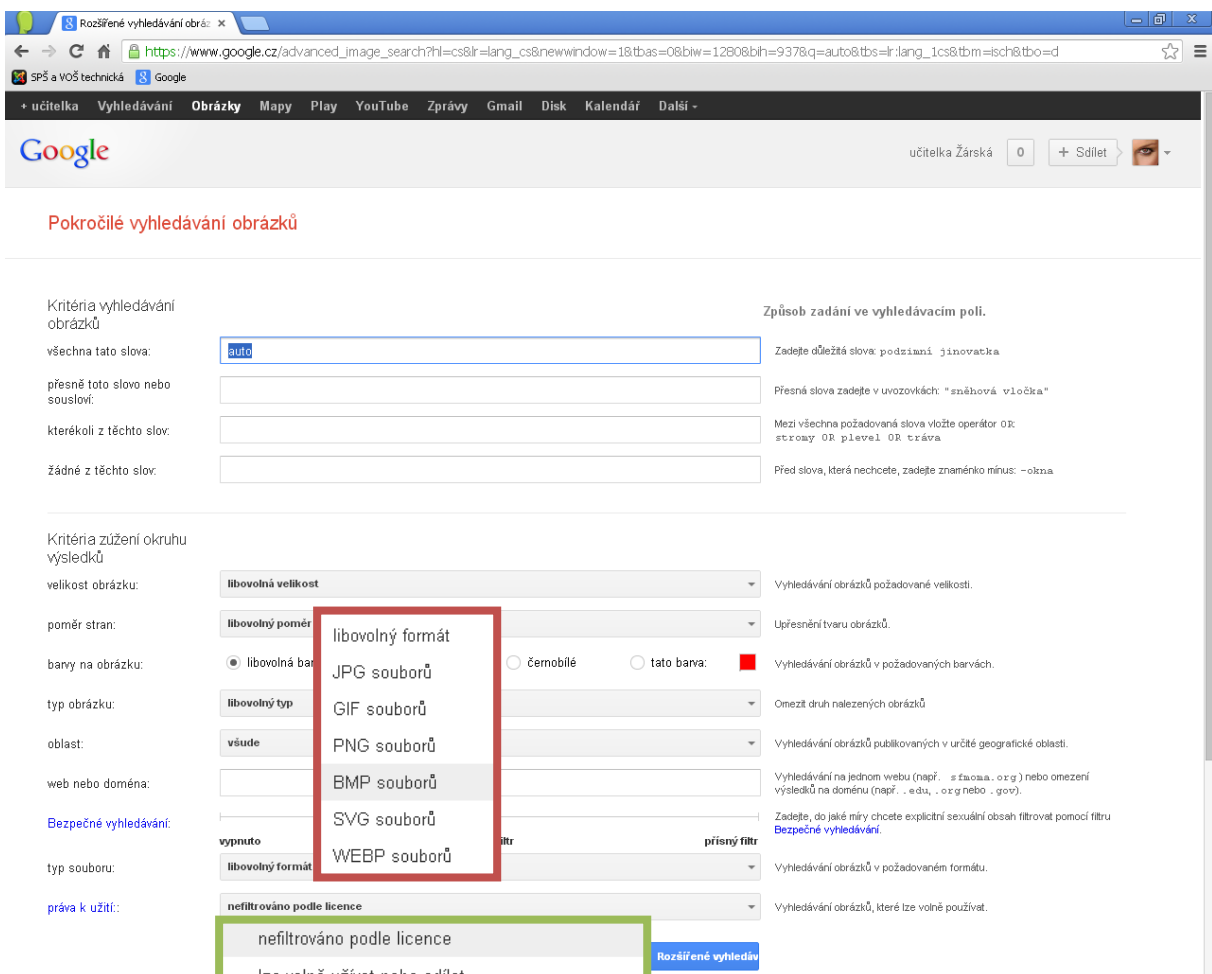 Rozšířené vyhledávání obráz
https://www.google.cz/advanced_image_search?hl=cs&lr=lang_cs&newwindow=1&tbas=0&biw=1280&bih=937&q=auto&tbs=lr:lang_1cs&tbm=isch&tbo=d
SPŠ a VOŠ technická Google
+ učitelka Vyhledávání Obrázky Mapy Play YouTube Zprávy Gmail Disk Kalendář Další
Google
učitelka Žárská 0 + Sdílet
Pokročilé vyhledávání obrázků
Kritéria vyhledávání
obrázků
Způsob zadání ve vyhledávacím poli.
všechna tato slova: auto Zadejte důležitá slova: podzimní jinovatka
přesně toto slovo nebo
sousloví:
Přesná slova zadejte v uvozovkách: "sněhová vločka"
kterékoli z těchto slov:
Mezi všechna požadovaná slova vložte operátor OR:
stromy OR plevel OR tráva
žádné z těchto slov: Před slova, která nechcete, zadejte znaménko mínus: -okna
Kritéria zúžení okruhu
výsledků
velikost obrázku: libovolná velikost Vyhledávání obrázků požadované velikosti.
poměr stran: libovolný poměr Upřesnění tvaru obrázků.
barvy na obrázku: libovolná bar černobílé tato barva: Vyhledávání obrázků v požadovaných barvách.
typ obrázku: libovolný typ Omezit druh nalezených obrázků
oblast: všude Vyhledávání obrázků publikovaných v určité geografické oblasti.
web nebo doména:
Vyhledávání na jednom webu (např. sfmoma.org) nebo omezení
výsledků na doménu (např. .edu, .org nebo .gov).
Bezpečné vyhledávání:
Zadejte, do jaké míry chcete explicitní sexuální obsah filtrovat pomocí filtru
Bezpečné vyhledávání.
vypnuto iltr přísný filtr
typ souboru: libovolný formát Vyhledávání obrázků v požadovaném formátu.
práva k užití:: nefiltrováno podle licence Vyhledávání obrázků, které lze volně používat.
libovolný formát
JPG souborů
GIF souborů
PNG souborů
BMP souborů
SVG souborů
WEBP souborů
nefiltrováno podle licence
lze volně užívat nebo sdílet
Rozšířené vyhledáv